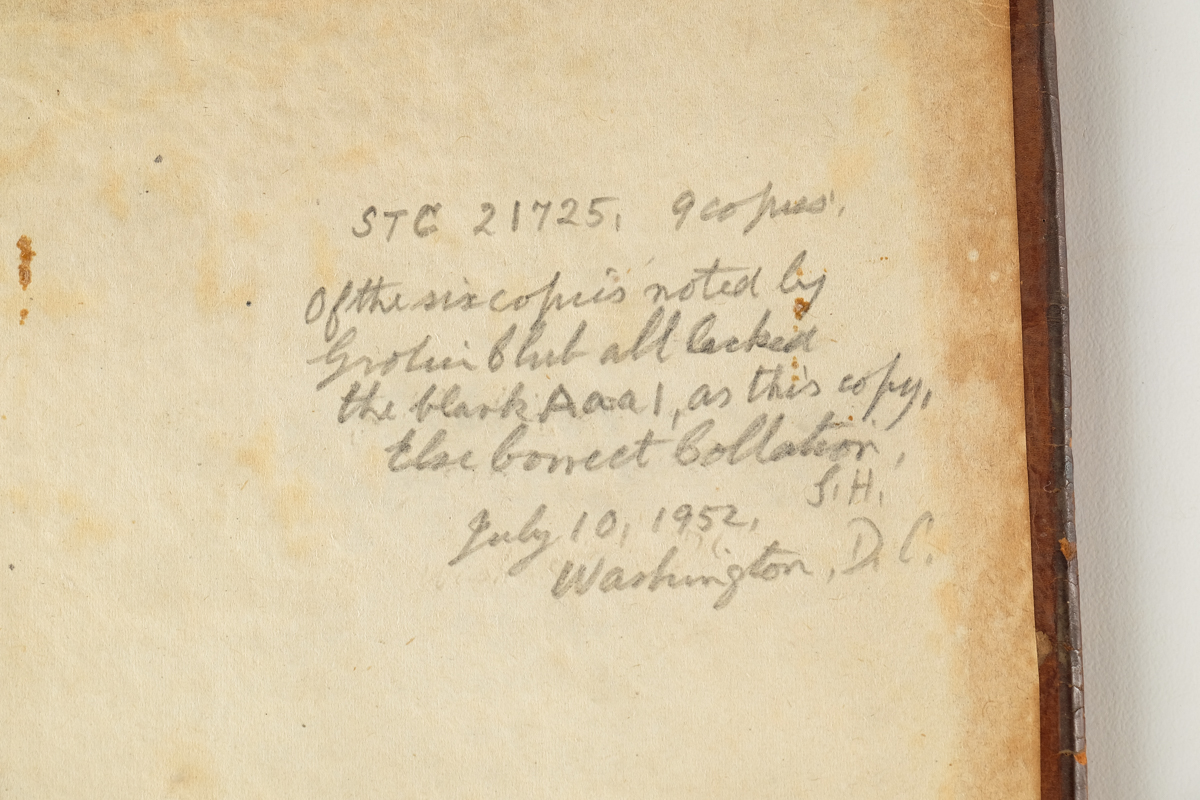 STC 21725, 9 copies.
Of the six copies noted by
Grolier Club all lacked
the blank Aaa1, as this copy,
Else Correct Collation,
S.H.
July 10, 1952,
Washington, D.C.